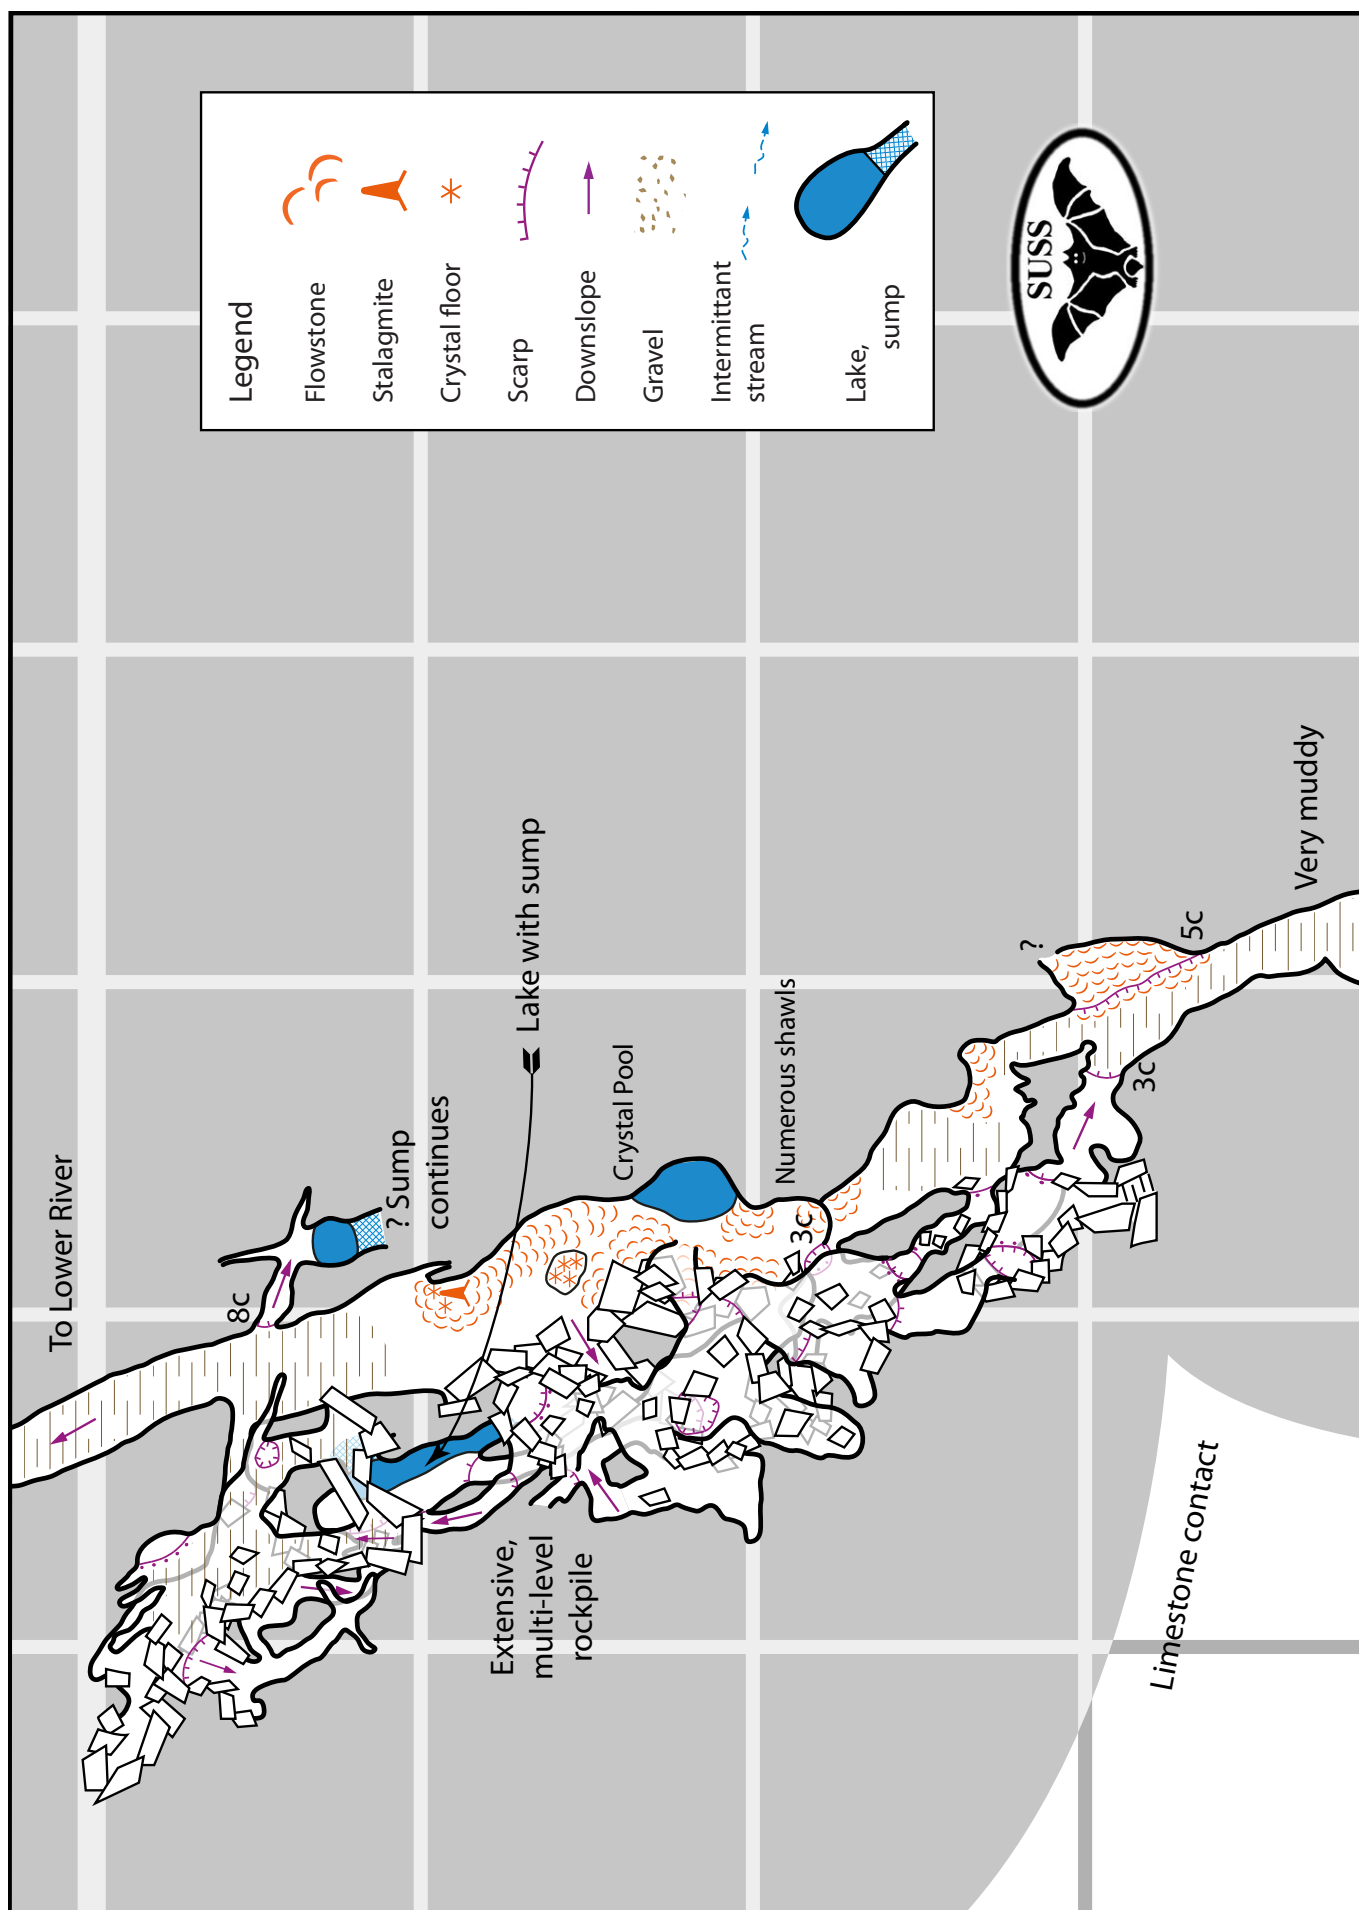 Legend
Flowstone
Stalagmite
Crystal floor
Scarp
Downslope
Gravel
Intermittant
stream
Lake,
sump
SUSS
To Lower River
8c
? Sump
continues
Lake with sump
Crystal Pool
Numerous shawls
3c
?
5c
3c
Very muddy
Extensive,
multi-level
rockpile
Limestone contact